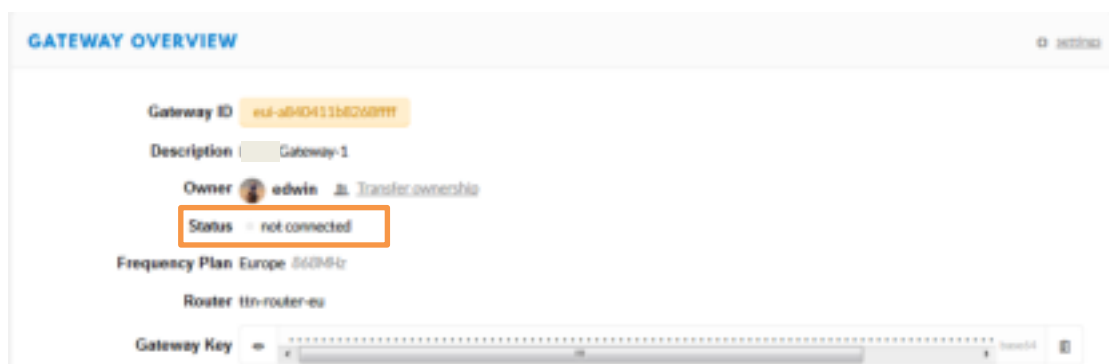 GATEWAY OVERVIEW
settings
Gateway ID eui-a840411b8268ffff
Description Gateway-1
Owner edwin Transfer ownership
Status not connected
Frequency Plan Europe 868MHz
Router ttn-router-eu
Gateway Key base64